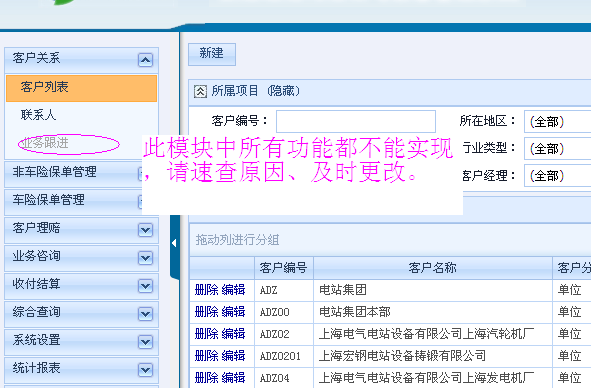 客户关系
客户列表
联系人
业务跟进
非车险保单管理
车险保单管理
客户理赔
业务咨询
收付结算
综合查询
系统设置
统计报表
新建
所属项目 (隐藏)
客户编号： 所在地区： (全部)
行业类型： (全部)
客户经理： (全部)
此模块中所有功能都不能实现
，请速查原因、及时更改。
拖动列进行分组
客户编号 客户名称 客户分
删除 编辑 ADZ 电站集团 单位
删除 编辑 ADZ00 电站集团本部 单位
删除 编辑 ADZ02 上海电气电站设备有限公司上海汽轮机厂 单位
删除 编辑 ADZ0201 上海宏钢电站设备铸锻有限公司 单位
删除 编辑 ADZ04 上海电气电站设备有限公司上海发电机厂 单位